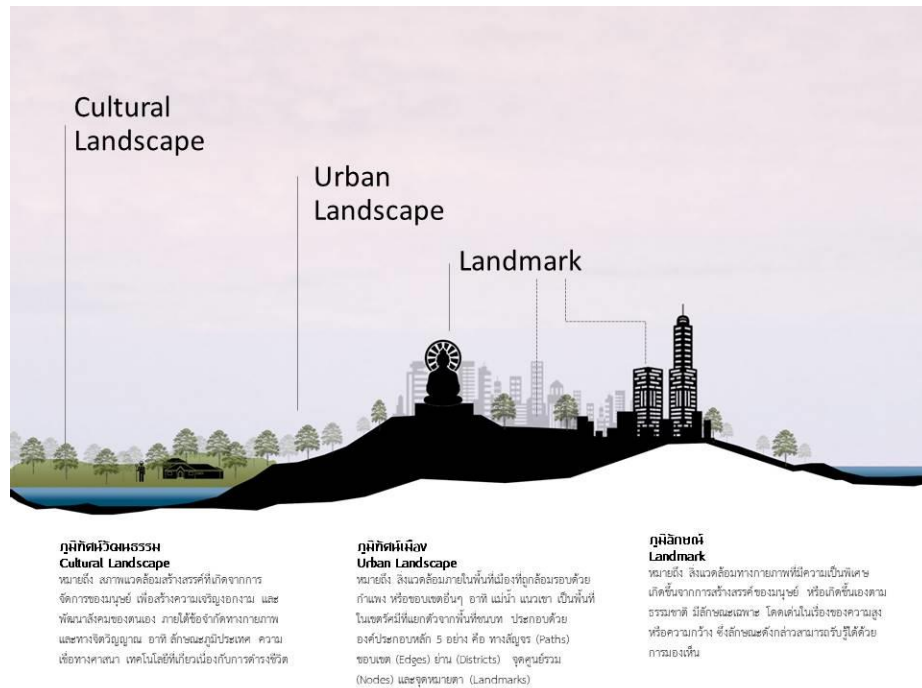 Cultural
Landscape
Urban
Landscape
Landmark
ภูมิทัศน์วัฒนธรรม
Cultural Landscape
หมายถึง สภาพแวดล้อมสร้างสรรค์ที่เกิดจากการ
จัดการของมนุษย์ เพื่อสร้างความเจริญงอกงาม และ
พัฒนาสังคมของตนเอง ภายใต้ข้อจำกัดทางกายภาพ
และทางจิตวิญญาณ อาทิ ลักษณะภูมิประเทศ ความ
เชื่อทางศาสนา เทคโนโลยีที่เกี่ยวเนื่องกับการดำรงชีวิต
ภูมิทัศน์เมือง
Urban Landscape
หมายถึง สิ่งแวดล้อมภายในพื้นที่เมืองที่ถูกล้อมรอบด้วย
กำแพง หรือขอบเขตอื่นๆ อาทิ แม่น้ำ แนวเขา เป็นพื้นที่
ในเขตรัศมีที่แยกตัวจากพื้นที่ชนบท ประกอบด้วย
องค์ประกอบหลัก 5 อย่าง คือ ทางสัญจร (Paths)
ขอบเขต (Edges) ย่าน (Districts) จุดศูนย์รวม
(Nodes) และจุดหมายตา (Landmarks)
ภูมิลักษณ์
Landmark
หมายถึง สิ่งแวดล้อมทางกายภาพที่มีความเป็นพิเศษ
เกิดขึ้นจากการสร้างสรรค์ของมนุษย์ หรือเกิดขึ้นเองตาม
ธรรมชาติ มีลักษณะเฉพาะ โดดเด่นในเรื่องของความสูง
หรือความกว้าง ซึ่งลักษณะดังกล่าวสามารถรับรู้ได้ด้วย
การมองเห็น